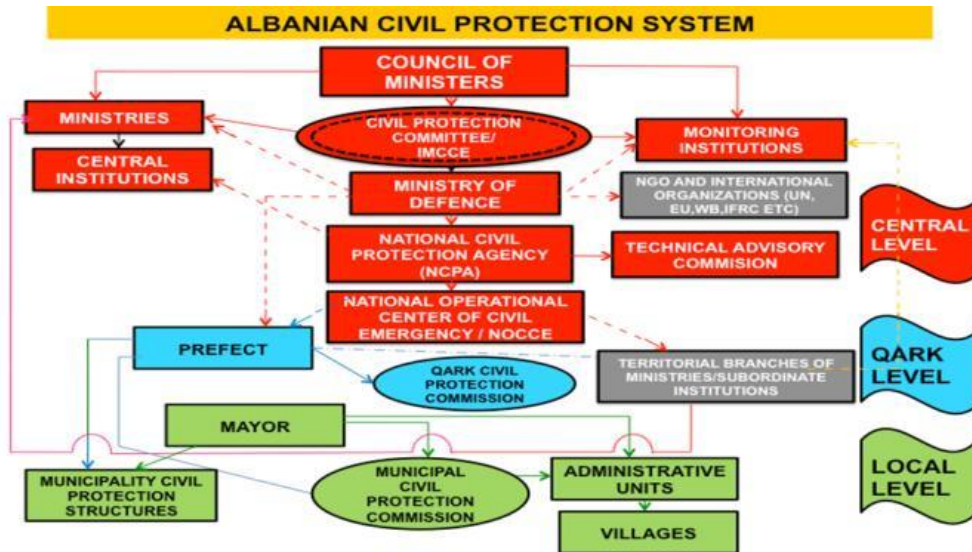 ALBANIAN CIVIL PROTECTION SYSTEM
COUNCIL OF
MINISTERS
MINISTRIES
CIVIL PROTECTION
COMMITTEE/
IMCCE
MONITORING
INSTITUTIONS
CENTRAL
INSTITUTIONS
MINISTRY OF
DEFENCE
NGO AND INTERNATIONAL
ORGANIZATIONS (UN,
EU,WB,IFRC ETC)
CENTRAL
LEVEL
NATIONAL CIVIL
PROTECTION AGENCY
(NCPA)
TECHNICAL ADVISORY
COMMISION
NATIONAL OPERATIONAL
CENTER OF CIVIL
EMERGENCY / NOCCE
PREFECT
QARK CIVIL
PROTECTION
COMMISSION
TERRITORIAL BRANCHES OF
MINISTRIES/SUBORDINATE
INSTITUTIONS
QARK
LEVEL
MAYOR
MUNICIPALITY CIVIL
PROTECTION
STRUCTURES
MUNICIPAL
CIVIL
PROTECTION
COMMISSION
ADMINISTRATIVE
UNITS
VILLAGES
LOCAL
LEVEL